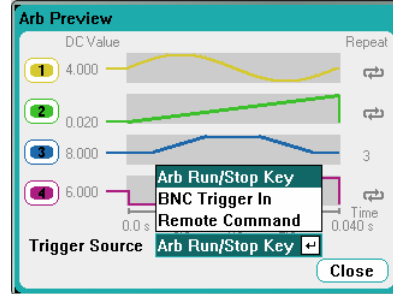 Arb Preview
DC Value
Repeat
1 4.000
2 0.020
3 8.000 3
4 6.000
Arb Run/Stop Key
BNC Trigger In
Remote Command
Time
0.0 s 0.040 s
Trigger Source Arb Run/Stop Key
Close